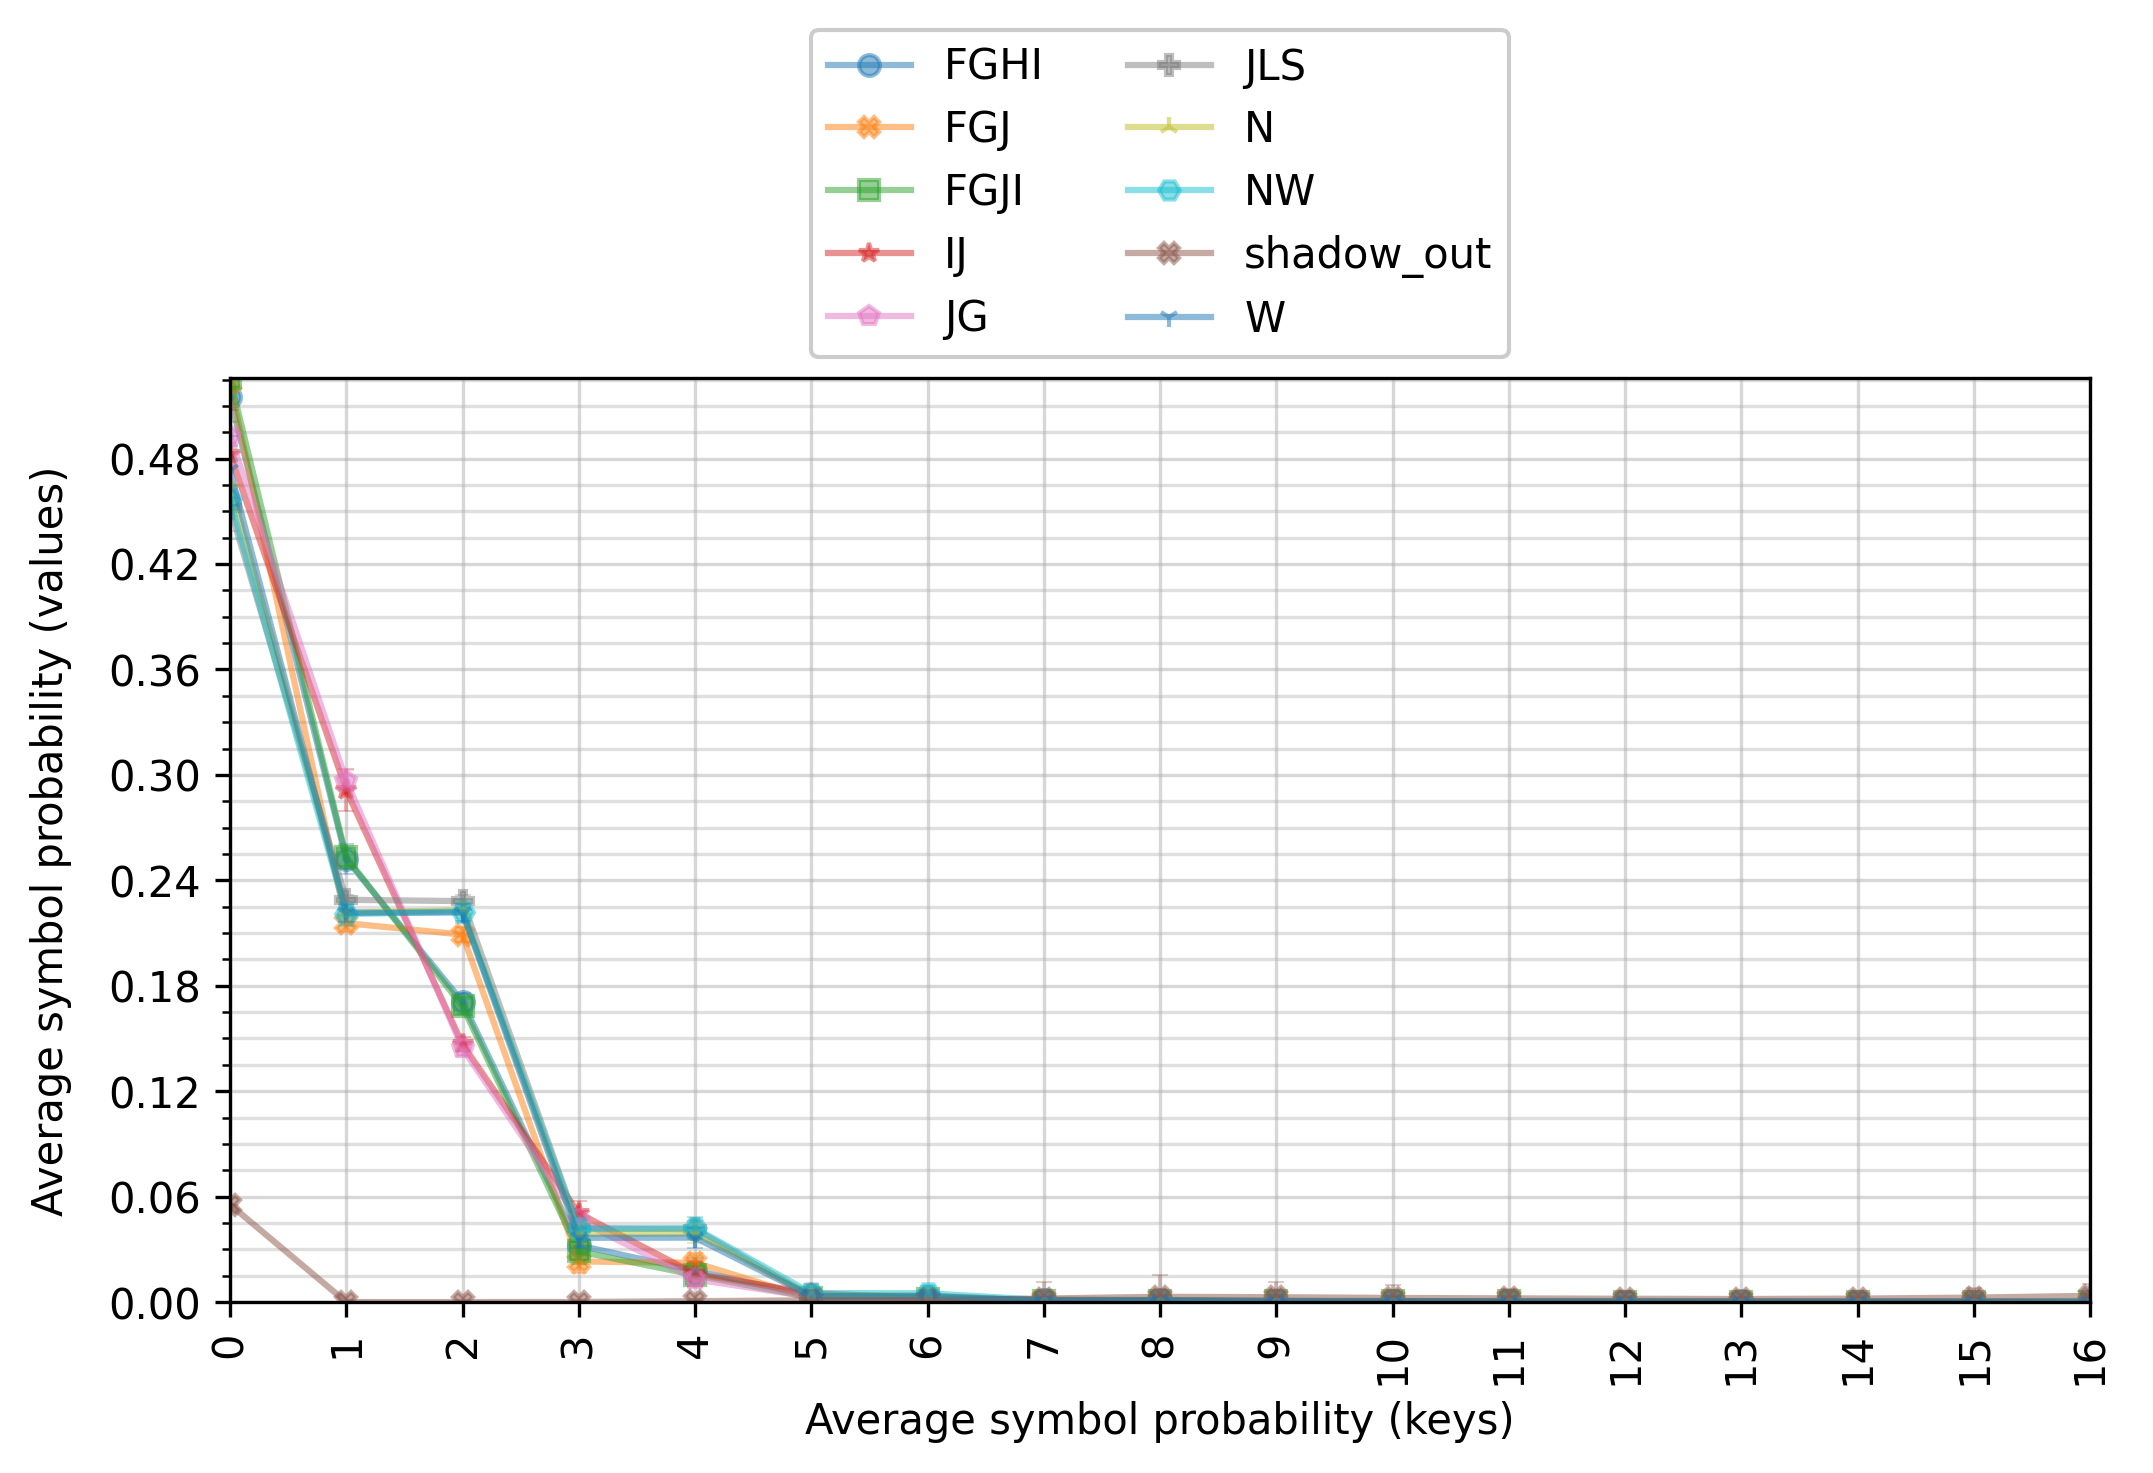 FGHI
FGJ
FGJI
IJ
JG
JLS
N
NW
shadow_out
W
Average symbol probability (values)
0.48
0.42
0.36
0.30
0.24
0.18
0.12
0.06
0.00
0 1 2 3 4 5 6 7 8 9 10 11 12 13 14 15 16
Average symbol probability (keys)